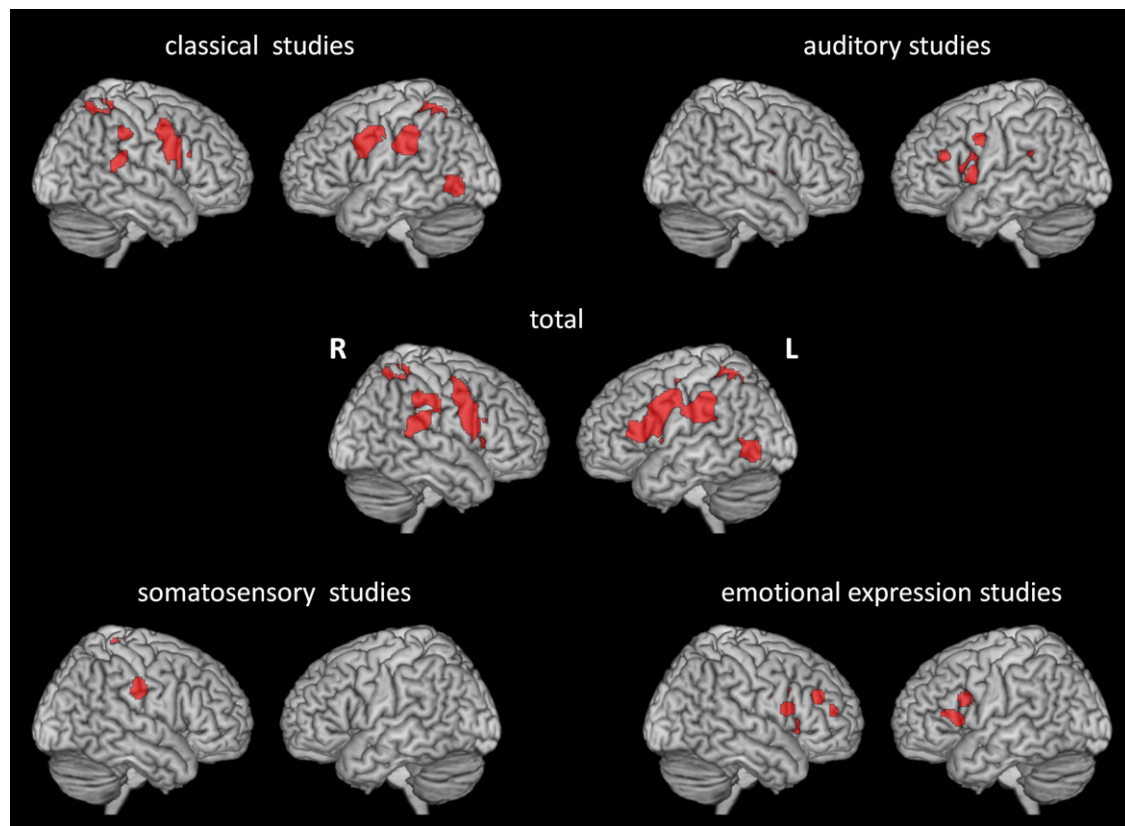 classical studies
auditory studies
total
R
L
somatosensory studies
emotional expression studies